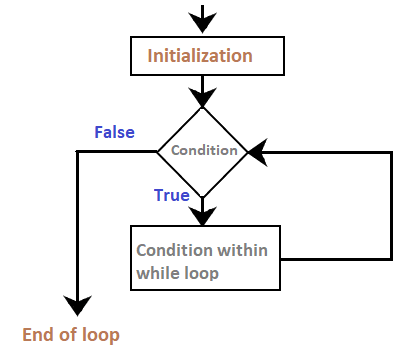 Initialization
False
Condition
True
Condition within
while loop
End of loop